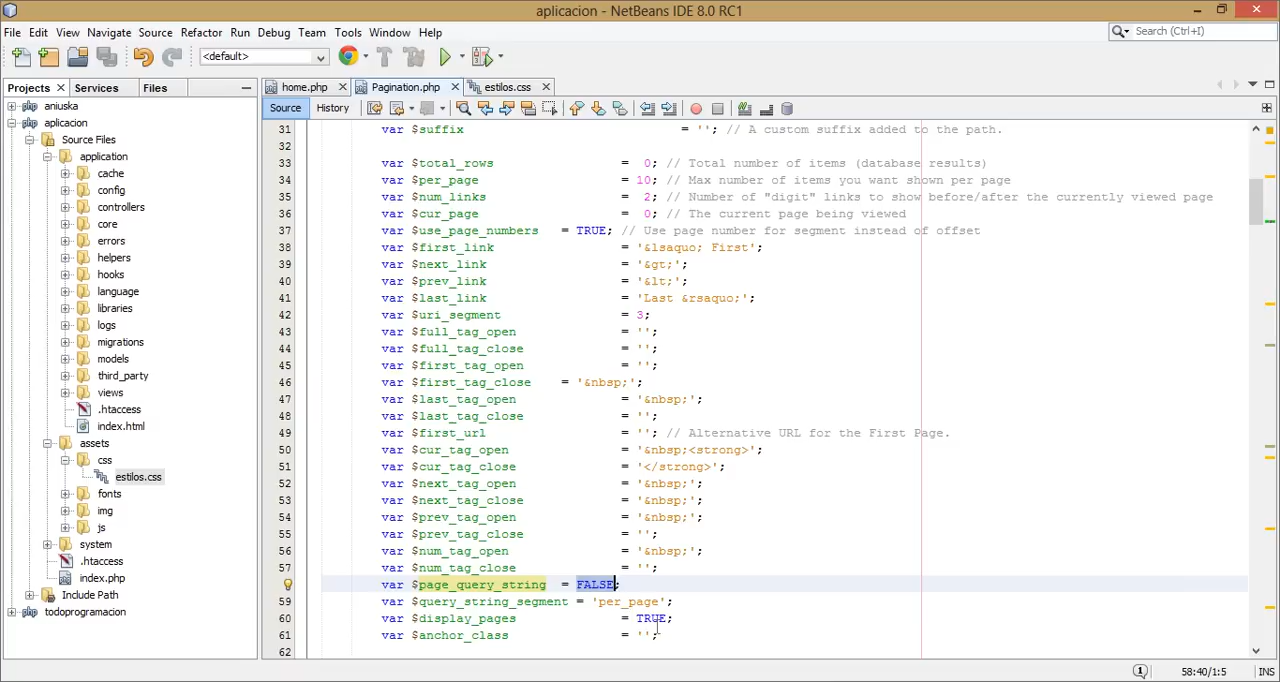 aplicacion - NetBeans IDE 8.0 RC1
File Edit View Navigate Source Refactor Run Debug Team Tools Window Help
Search (Ctrl+I)
<default>
Projects Services Files
home.php Pagination.php estilos.css
Source History
aniuska
aplicacion
Source Files
application
cache
config
controllers
core
errors
helpers
hooks
language
libraries
logs
migrations
models
third_party
views
.htaccess
index.html
assets
css
estilos.css
fonts
img
js
system
.htaccess
index.php
Include Path
todoprogramacion
31 var $suffix = ''; // A custom suffix added to the path.
32
33 var $total_rows = 0; // Total number of items (database results)
34 var $per_page = 10; // Max number of items you want shown per page
35 var $num_links = 2; // Number of "digit" links to show before/after the currently viewed page
36 var $cur_page = 0; // The current page being viewed
37 var $use_page_numbers = TRUE; // Use page number for segment instead of offset
38 var $first_link = '&lsaquo; First';
39 var $next_link = '&gt;';
40 var $prev_link = '&lt;';
41 var $last_link = 'Last &rsaquo;';
42 var $uri_segment = 3;
43 var $full_tag_open = '';
44 var $full_tag_close = '';
45 var $first_tag_open = '';
46 var $first_tag_close = '&nbsp;';
47 var $last_tag_open = '&nbsp;';
48 var $last_tag_close = '';
49 var $first_url = ''; // Alternative URL for the First Page.
50 var $cur_tag_open = '&nbsp;<strong>';
51 var $cur_tag_close = '</strong>';
52 var $next_tag_open = '&nbsp;';
53 var $next_tag_close = '&nbsp;';
54 var $prev_tag_open = '&nbsp;';
55 var $prev_tag_close = '';
56 var $num_tag_open = '&nbsp;';
57 var $num_tag_close = '';
var $page_query_string = FALSE;
59 var $query_string_segment = 'per_page';
60 var $display_pages = TRUE;
61 var $anchor_class = '';
62
58:40/1:5 INS